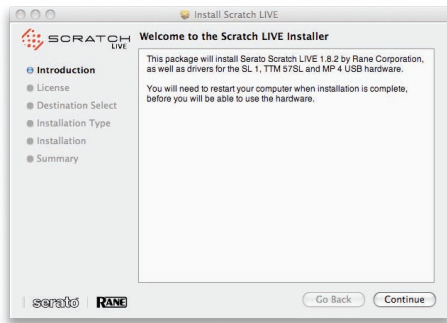 Install Scratch LIVE
SCRATCH
LIVE
Welcome to the Scratch LIVE Installer
Introduction
License
Destination Select
Installation Type
Installation
Summary
This package will install Serato Scratch LIVE 1.8.2 by Rane Corporation,
as well as drivers for the SL 1, TTM 57SL and MP 4 USB hardware.
You will need to restart your computer when installation is complete,
before you will be able to use the hardware.
serato
RANE
Go Back
Continue